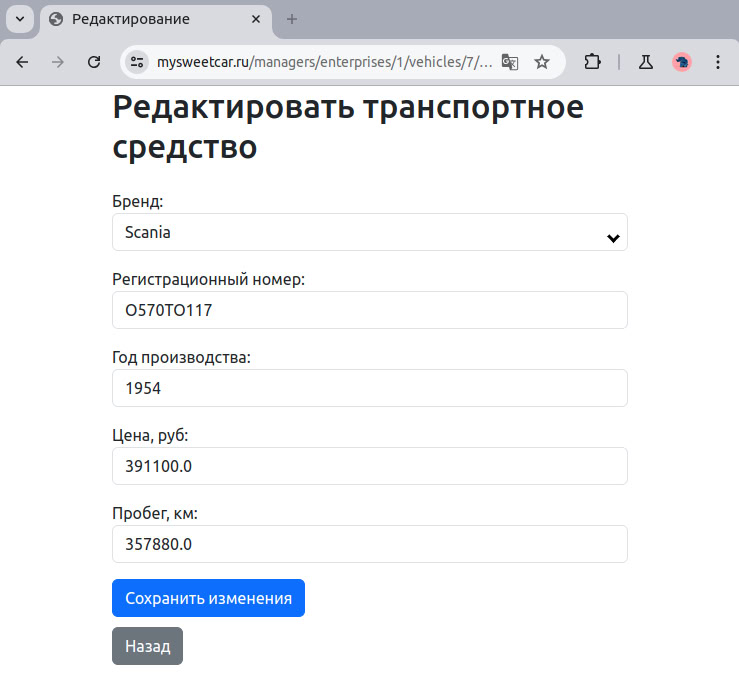 Редактирование
mysweetcar.ru/managers/enterprises/1/vehicles/7/...
Редактировать транспортное
средство
Бренд:
Scania
Регистрационный номер:
О570ТО117
Год производства:
1954
Цена, руб:
391100.0
Пробег, км:
357880.0
Сохранить изменения
Назад